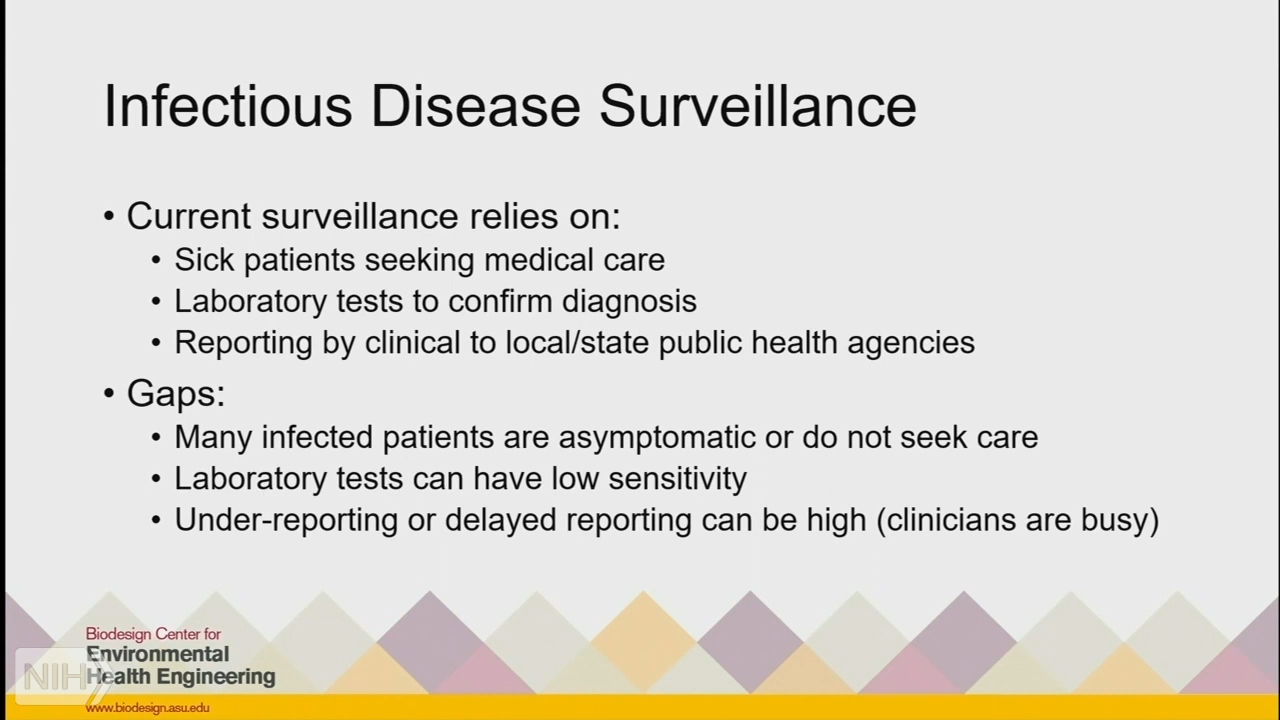 Infectious Disease Surveillance
• Current surveillance relies on:
• Sick patients seeking medical care
• Laboratory tests to confirm diagnosis
• Reporting by clinical to local/state public health agencies
• Gaps:
• Many infected patients are asymptomatic or do not seek care
• Laboratory tests can have low sensitivity
• Under-reporting or delayed reporting can be high (clinicians are busy)
Biodesign Center for
Environmental
Health Engineering
NIH
www.biodesign.asu.edu